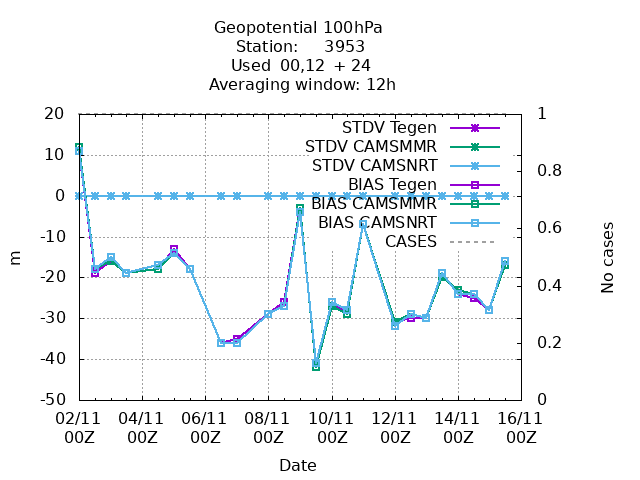 Geopotential 100hPa
Station: 3953
Used 00,12 + 24
Averaging window: 12h
20
10
0
-10
-20
-30
-40
-50
m
1
0.8
0.6
0.4
0.2
0
No cases
STDV Tegen
STDV CAMSMMR
STDV CAMSNRT
BIAS Tegen
BIAS CAMSMMR
BIAS CAMSNRT
CASES
02/11 04/11 06/11 08/11 10/11 12/11 14/11 16/11
00Z 00Z 00Z 00Z 00Z 00Z 00Z 00Z
Date